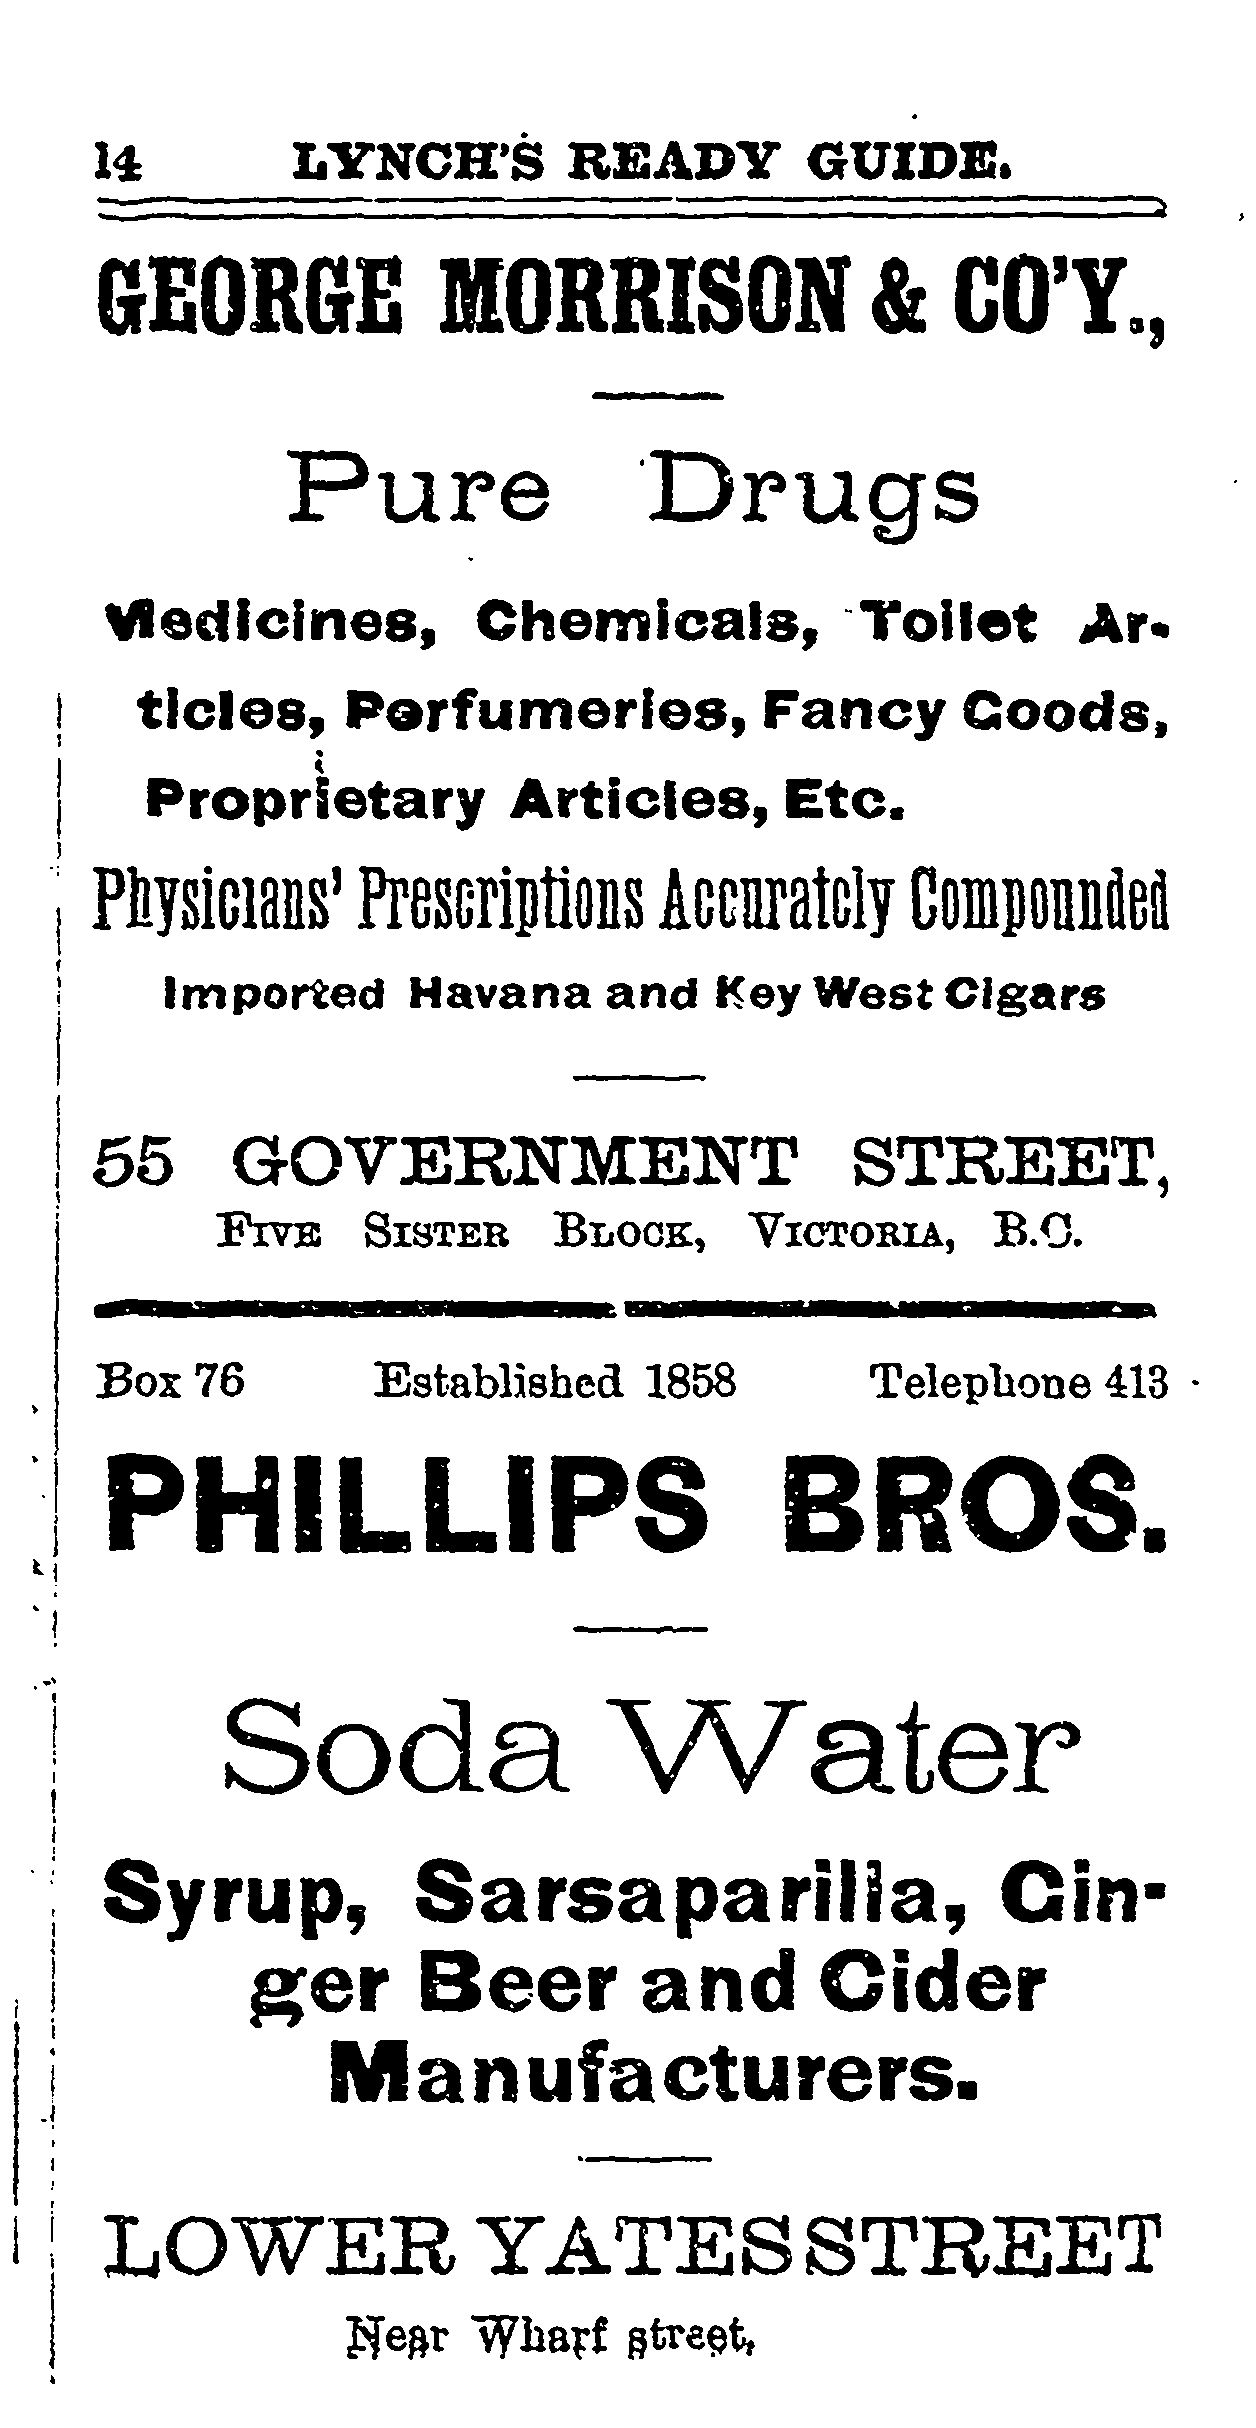 14 LYNCH'S READY GUIDE.
GEORGE MORRISON & CO'Y.,
Pure Drugs
Medicines, Chemicals, Toilet Ar-
ticles, Perfumeries, Fancy Goods,
Proprietary Articles, Etc.
Physicians' Prescriptions Accurately Compounded
Imported Havana and Key West Cigars
55 GOVERNMENT STREET,
FIVE SISTER BLOCK, VICTORIA, B.C.
Box 76 Established 1858 Telephone 413
PHILLIPS BROS.
Soda Water
Syrup, Sarsaparilla, Gin-
ger Beer and Cider
Manufacturers.
LOWER YATES STREET
Near Wharf street,